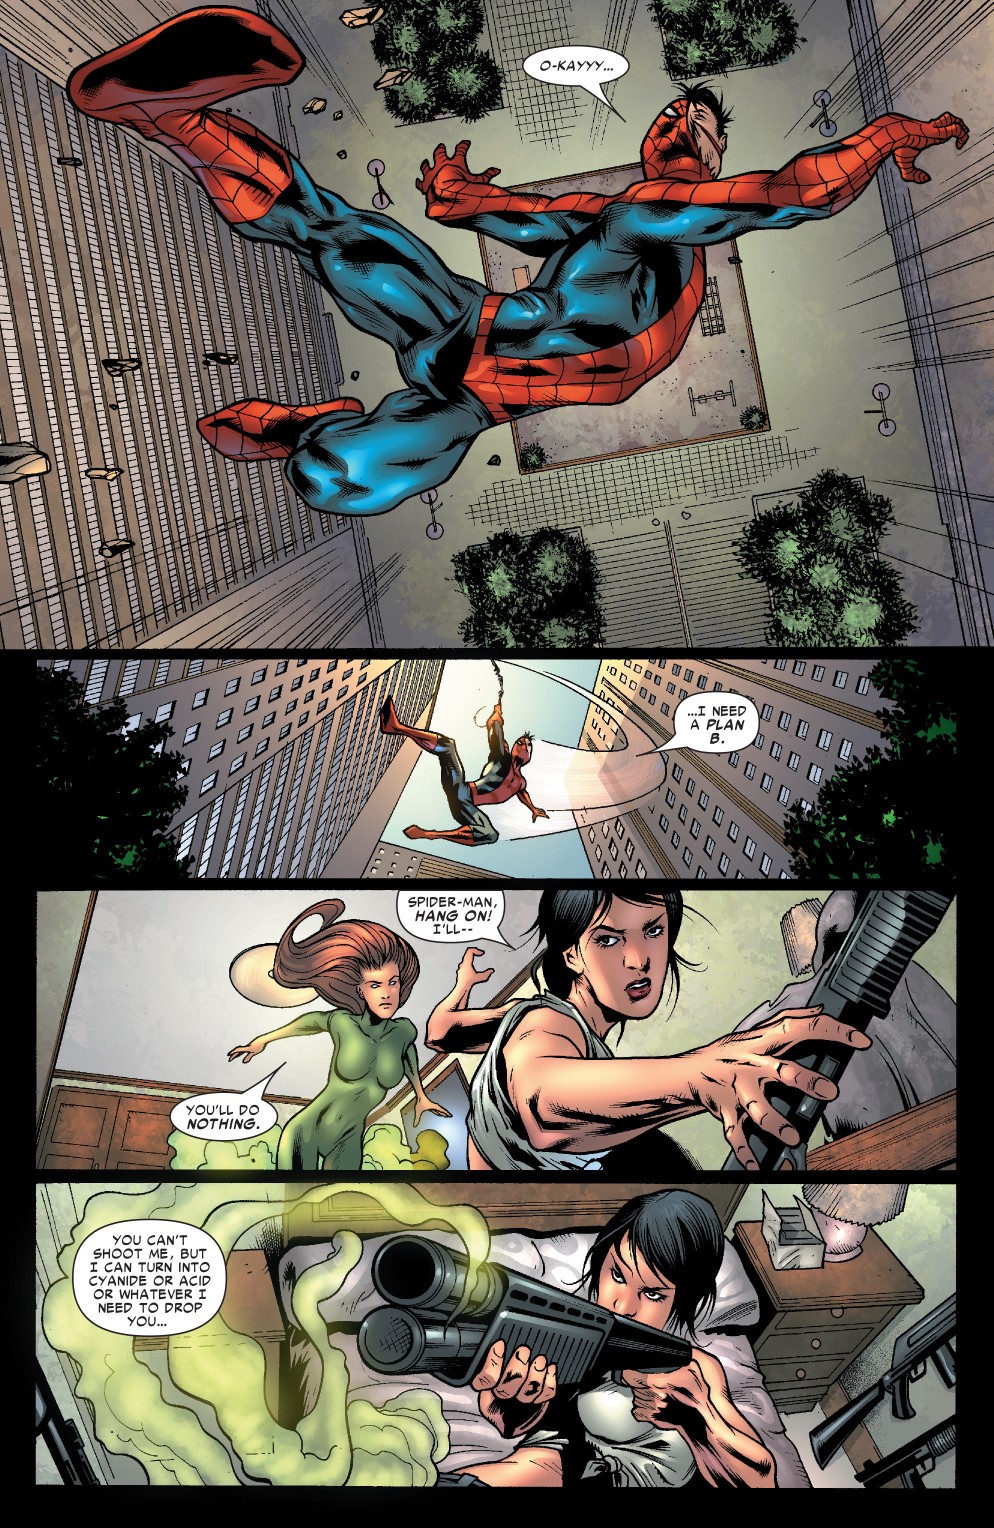 O-KAYYY...
...I NEED
A PLAN
B.
SPIDER-MAN,
HANG ON!
I'LL--
YOU'LL DO
NOTHING.
YOU CAN'T
SHOOT ME, BUT
I CAN TURN INTO
CYANIDE OR ACID
OR WHATEVER I
NEED TO DROP
YOU...